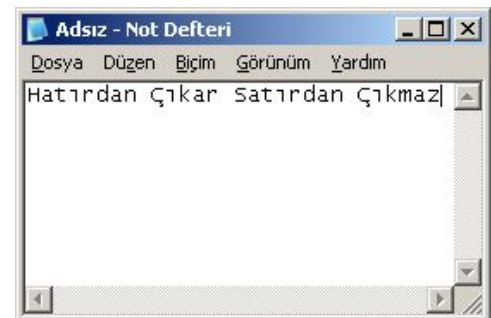 Adsız - Not Defteri
Dosya Düzen Biçim Görünüm Yardım
Hatırdan Çıkar Satırdan Çıkmaz